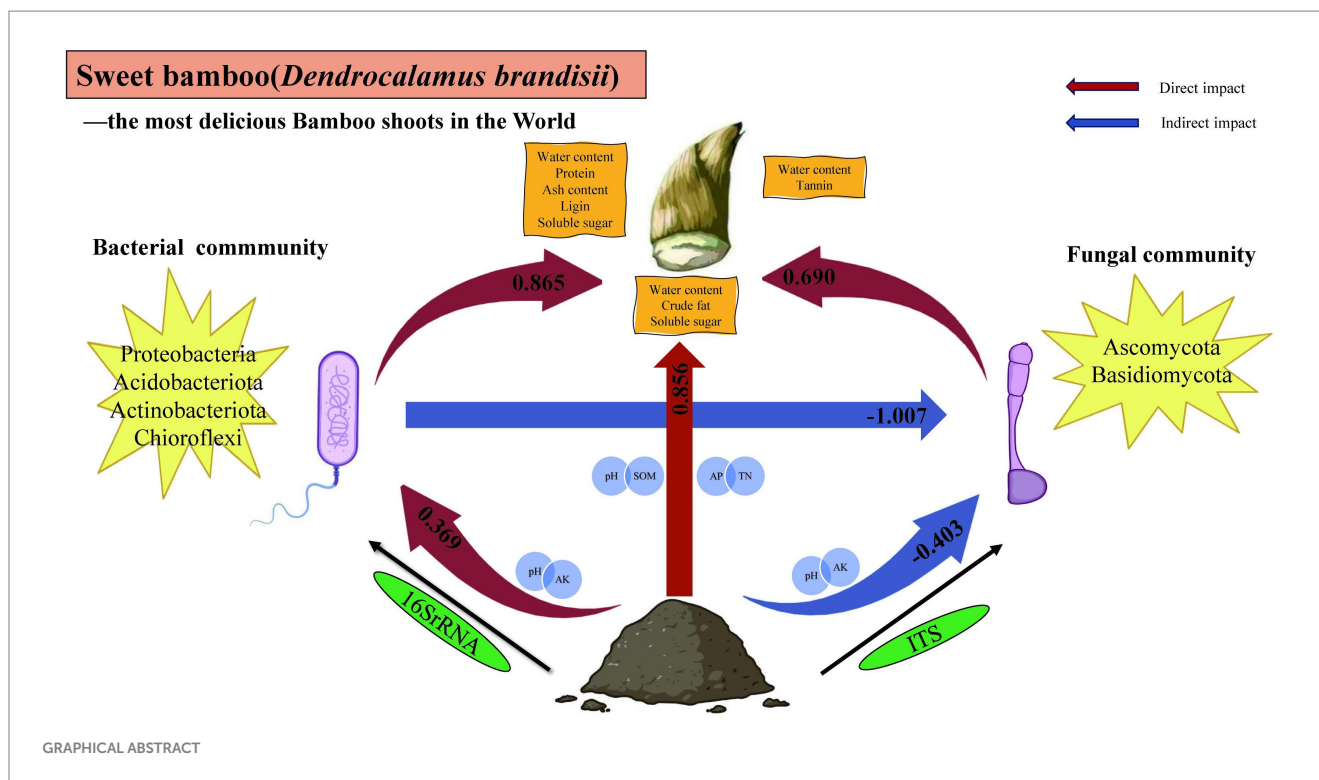 Sweet bamboo(Dendrocalamus brandisii)
—the most delicious Bamboo shoots in the World
Direct impact
Indirect impact
Water content
Protein
Ash content
Ligin
Soluble sugar
Water content
Tannin
Bacterial commmunity
Fungal community
0.865
0.690
Water content
Crude fat
Soluble sugar
Proteobacteria
Acidobacteriota
Actinobacteriota
Chioroflexi
Ascomycota
Basidiomycota
0.856
-1.007
pH
SOM
AP
TN
0.369
pH
AK
pH
AK
-0.403
16SrRNA
ITS
GRAPHICAL ABSTRACT